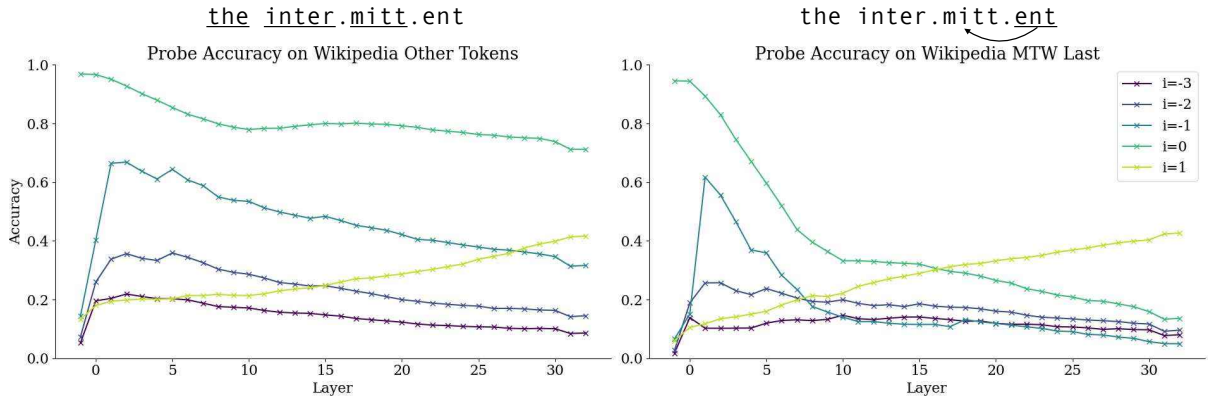 the inter.mitt.ent
Probe Accuracy on Wikipedia Other Tokens
1.0
0.8
0.6
0.4
0.2
0.0
Accuracy
0 5 10 15 20 25 30
Layer
the inter.mitt.ent
Probe Accuracy on Wikipedia MTW Last
1.0
0.8
0.6
0.4
0.2
0.0
0 5 10 15 20 25 30
Layer
i=-3
i=-2
i=-1
i=0
i=1